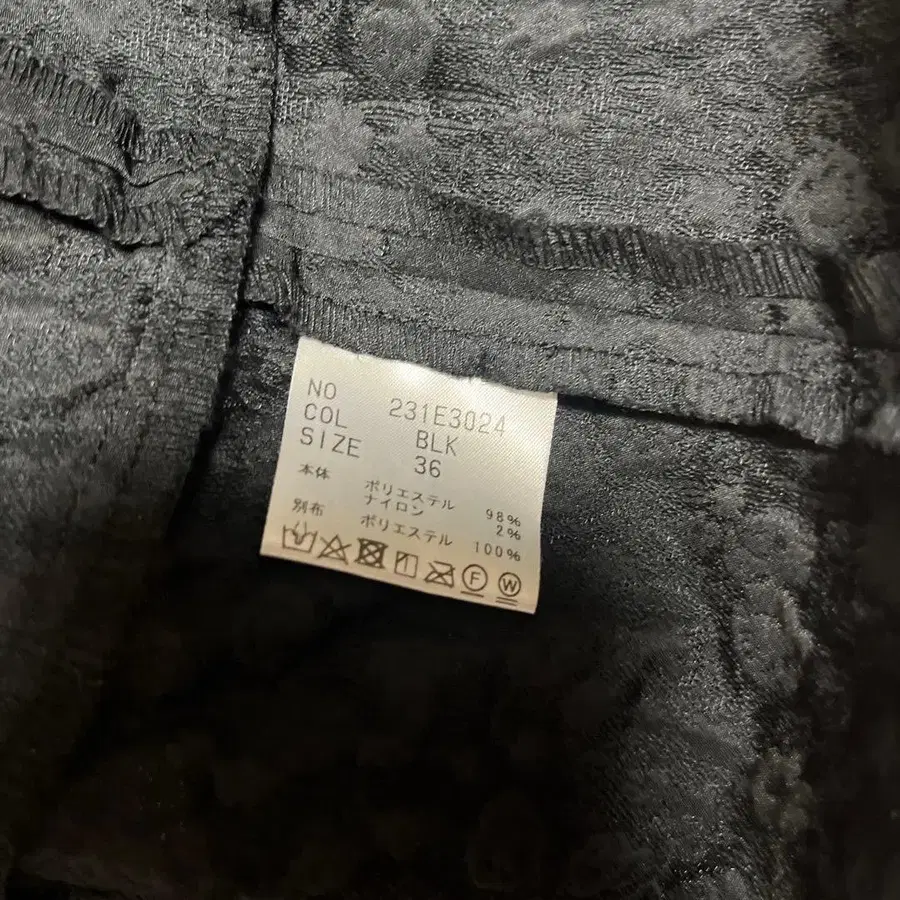 NO 231E3024
COL BLK
SIZE 36
本体 ポリエステル 98%
ナイロン 2%
別布 ポリエステル 100%
F W